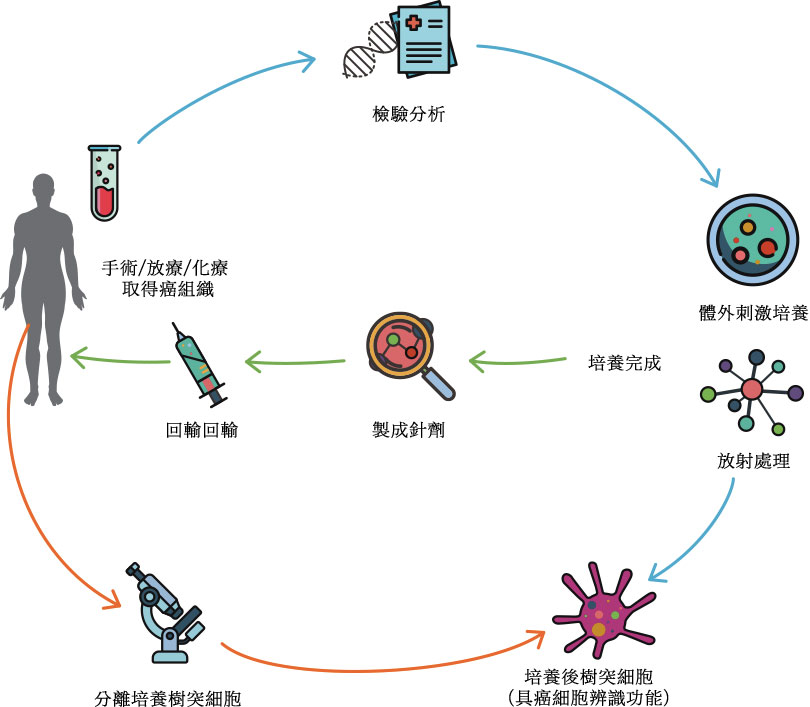 檢驗分析
手術/放療/化療
取得癌組織
體外刺激培養
培養完成
回輸回輸
製成針劑
放射處理
分離培養樹突細胞
培養後樹突細胞
(具癌細胞辨識功能)